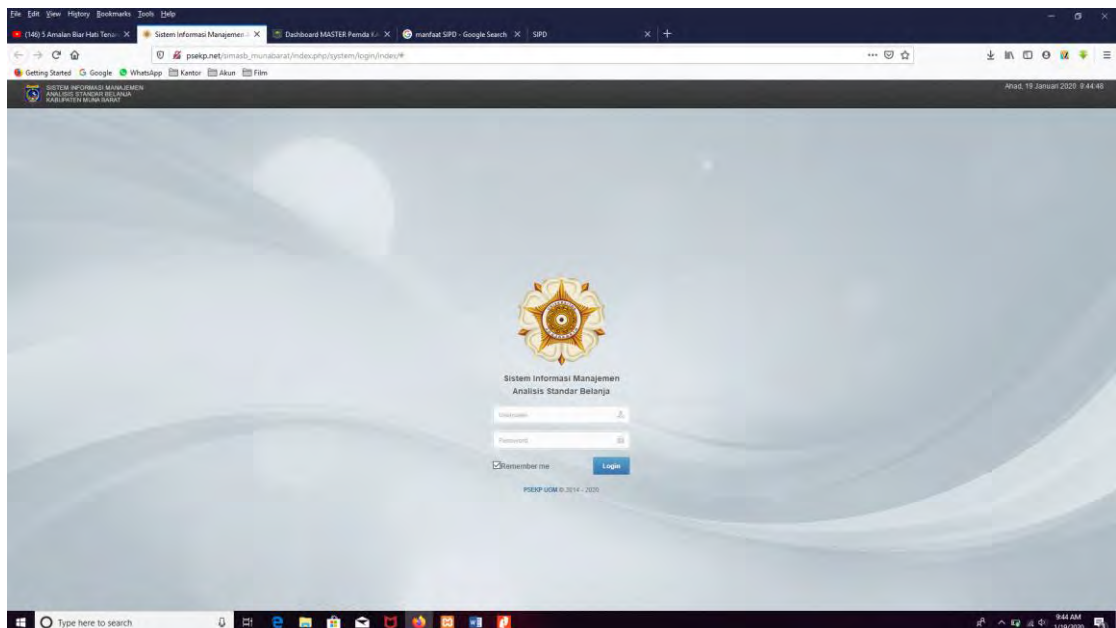 File Edit View History Bookmarks Tools Help
(146) 5 Amalan Biar Hati Tenan
Sistem Informasi Manajemen
Dashboard MASTER Pemda
manfaat SIPD - Google Search
SIPD
psekp.net/simasb_munabarat/index.php/system/login/index/#
Getting Started Google WhatsApp Kantor Akun Film
SISTEM INFORMASI MANAJEMEN
ANALISIS STANDAR BELANJA
KABUPATEN MUNA BARAT
Ahad, 19 Januari 2020 9:44:48
Sistem Informasi Manajemen
Analisis Standar Belanja
Username
Password
Remember me
Login
PSEKP UGM © 2014 - 2020
Type here to search
9:44 AM
1/19/2020